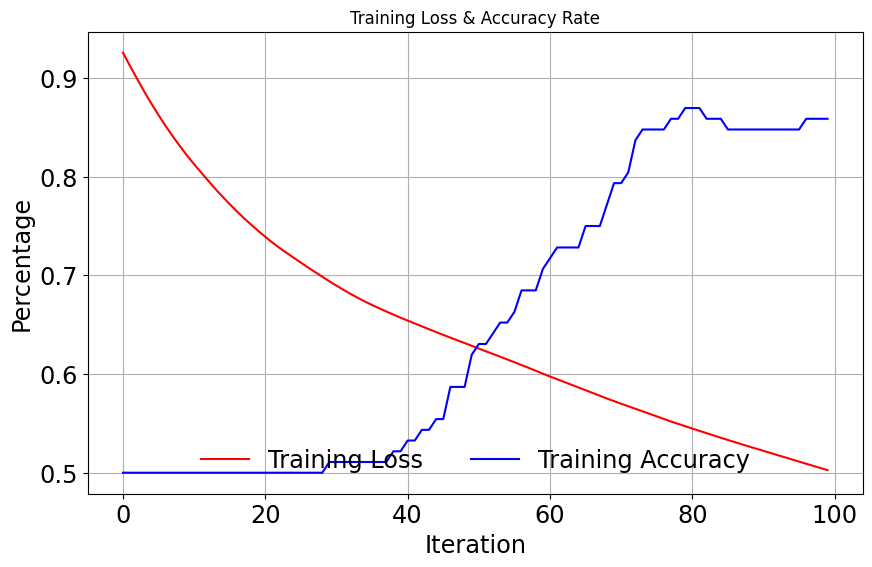 Training Loss & Accuracy Rate
Percentage
0.9
0.8
0.7
0.6
0.5
Training Loss Training Accuracy
0 20 40 60 80 100
Iteration